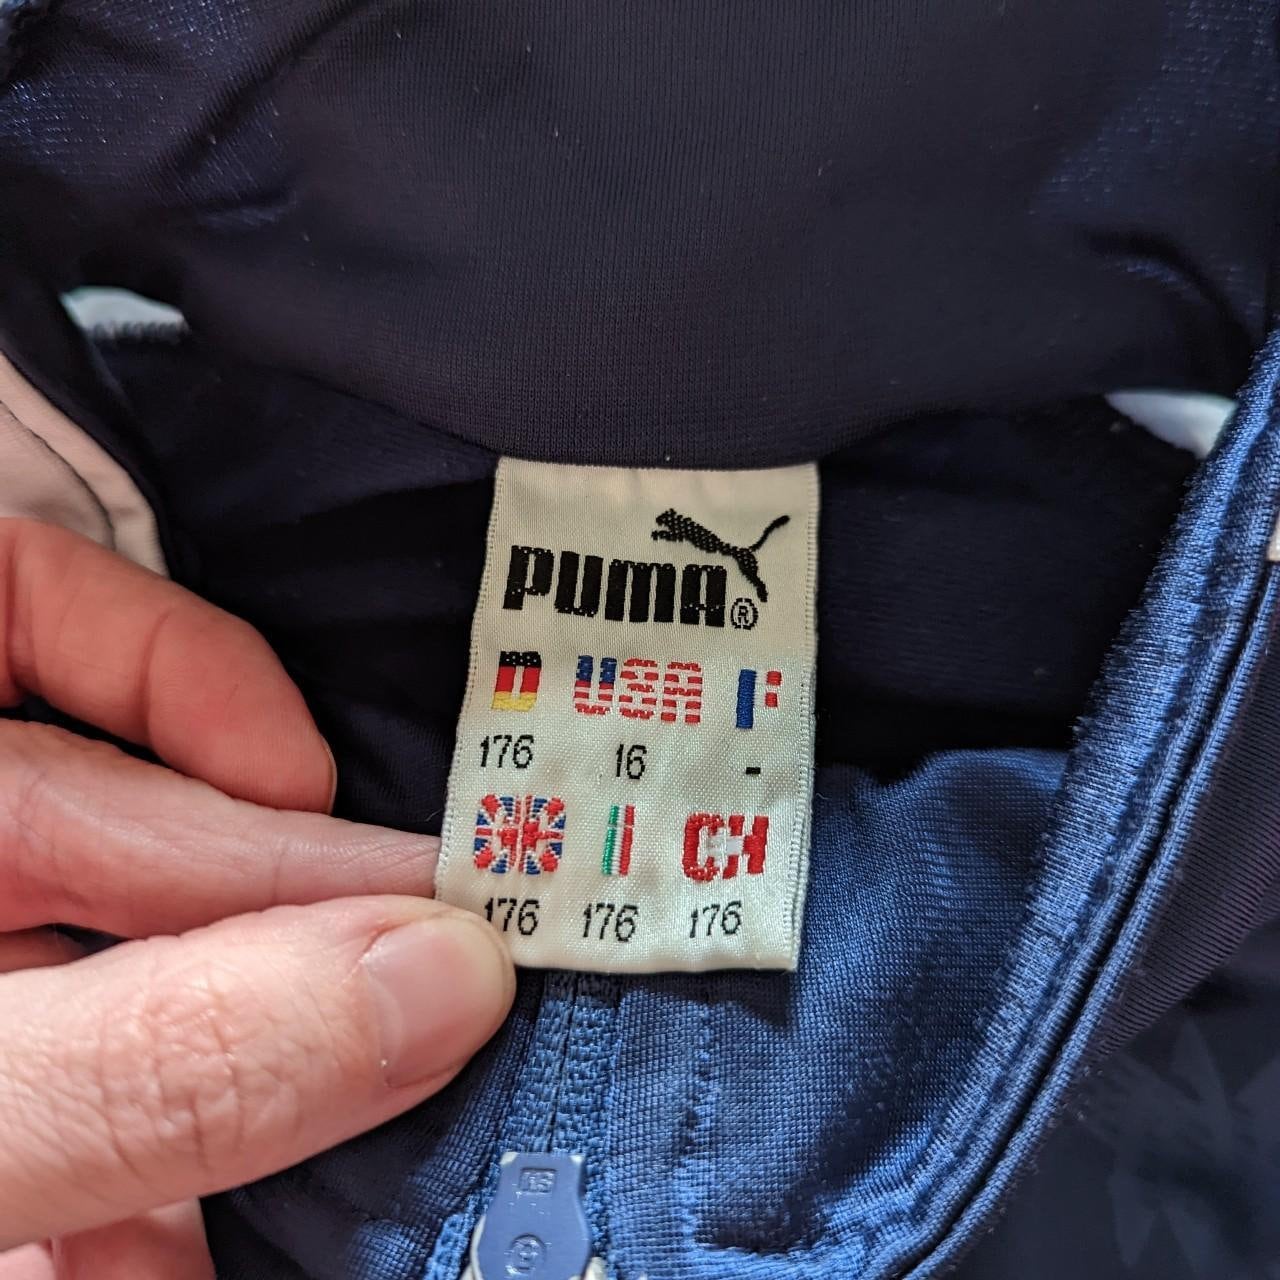 PUMA®
D USA F
176 16 -
GB I CH
176 176 176